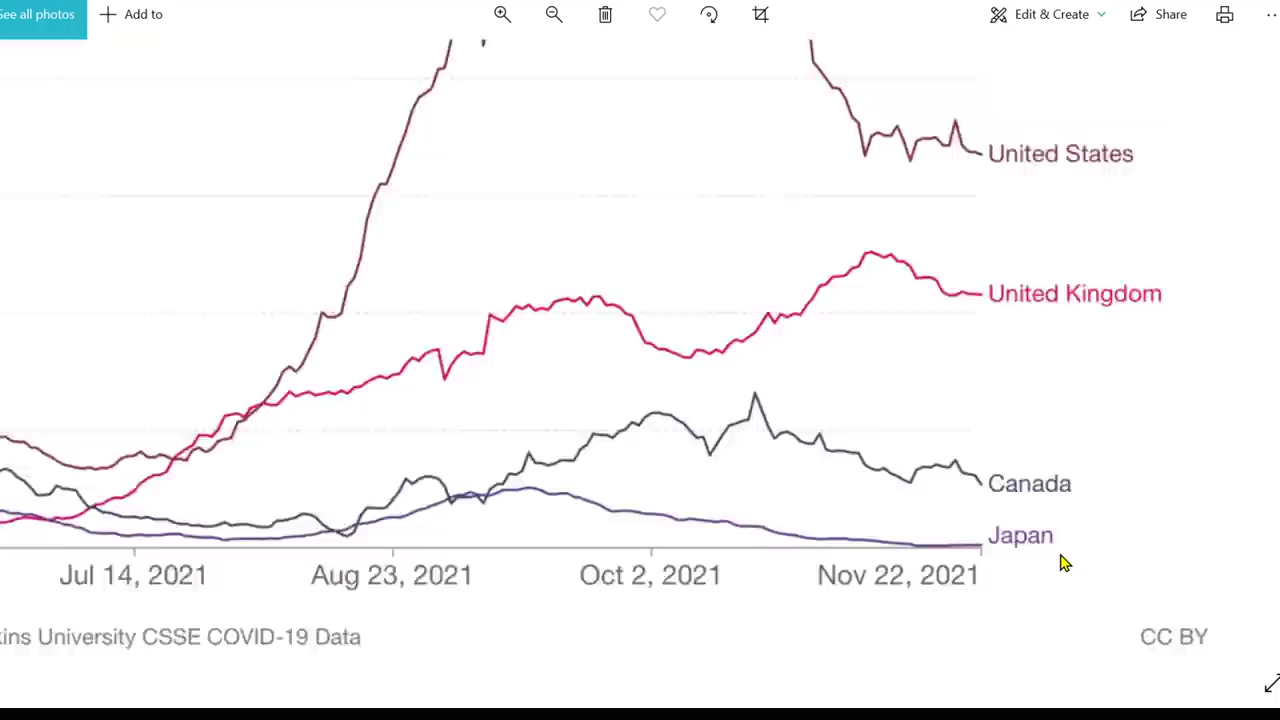 See all photos
Add to
Edit & Create
Share
United States
United Kingdom
Canada
Japan
Jul 14, 2021
Aug 23, 2021
Oct 2, 2021
Nov 22, 2021
University CSSE COVID-19 Data
CC BY